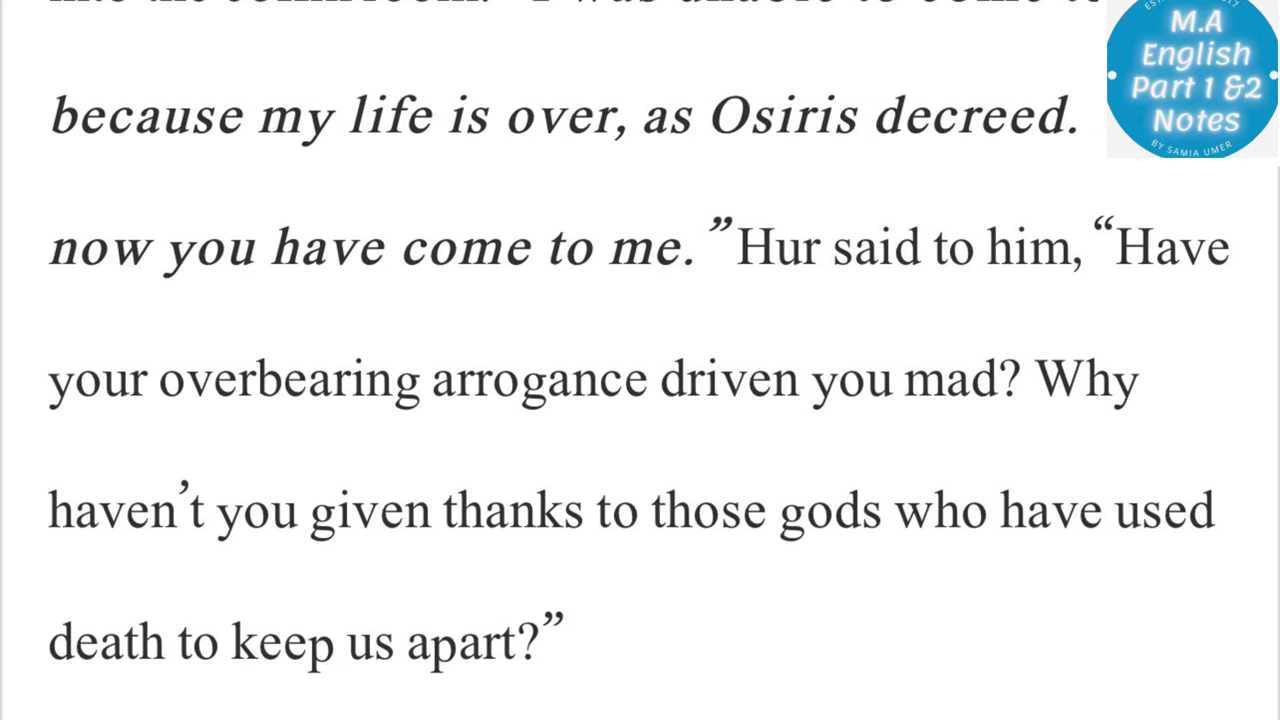 M.A
English
Part 1 &2
Notes
BY SAMIA UMER
because my life is over, as Osiris decreed.
now you have come to me. ”Hur said to him, “Have
your overbearing arrogance driven you mad? Why
haven’t you given thanks to those gods who have used
death to keep us apart?”